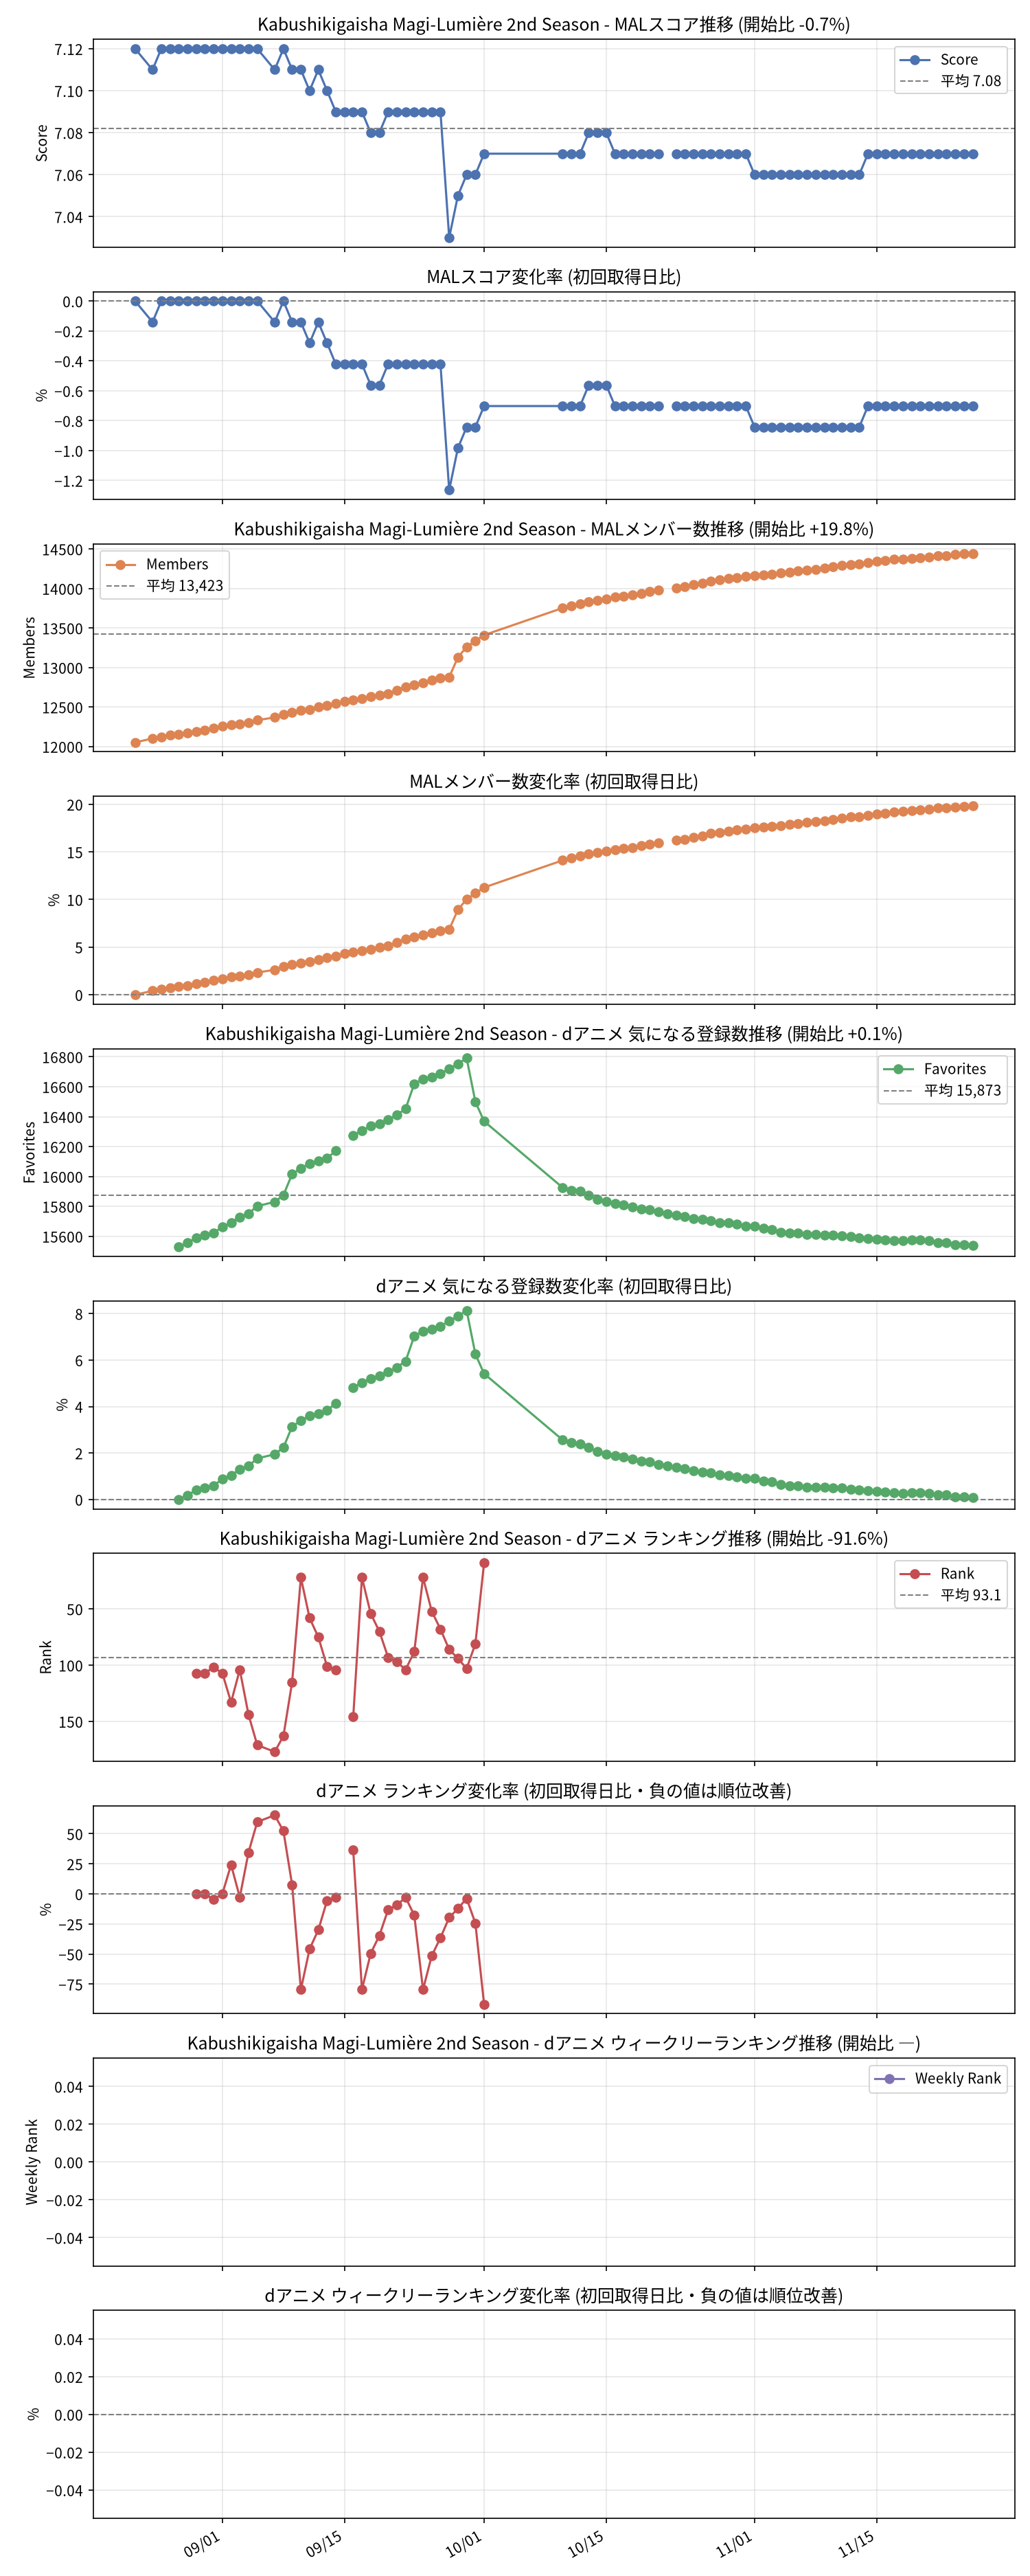 Kabushikigaisha Magi-Lumière 2nd Season - MALスコア推移 (開始比 -0.7%)
Score
7.12
7.10
7.08
7.06
7.04
Score
平均 7.08
MALスコア変化率 (初回取得日比)
%
0.0
−0.2
−0.4
−0.6
−0.8
−1.0
−1.2
Kabushikigaisha Magi-Lumière 2nd Season - MALメンバー数推移 (開始比 +19.8%)
Members
14500
14000
13500
13000
12500
12000
Members
平均 13,423
MALメンバー数変化率 (初回取得日比)
%
20
15
10
5
0
Kabushikigaisha Magi-Lumière 2nd Season - dアニメ 気になる登録数推移 (開始比 +0.1%)
Favorites
16800
16600
16400
16200
16000
15800
15600
Favorites
平均 15,873
dアニメ 気になる登録数変化率 (初回取得日比)
%
8
6
4
2
0
Kabushikigaisha Magi-Lumière 2nd Season - dアニメ ランキング推移 (開始比 -91.6%)
Rank
50
100
150
Rank
平均 93.1
dアニメ ランキング変化率 (初回取得日比・負の値は順位改善)
%
50
25
0
−25
−50
−75
Kabushikigaisha Magi-Lumière 2nd Season - dアニメ ウィークリーランキング推移 (開始比 —)
Weekly Rank
0.04
0.02
0.00
−0.02
−0.04
Weekly Rank
dアニメ ウィークリーランキング変化率 (初回取得日比・負の値は順位改善)
%
0.04
0.02
0.00
−0.02
−0.04
09/01
09/15
10/01
10/15
11/01
11/15